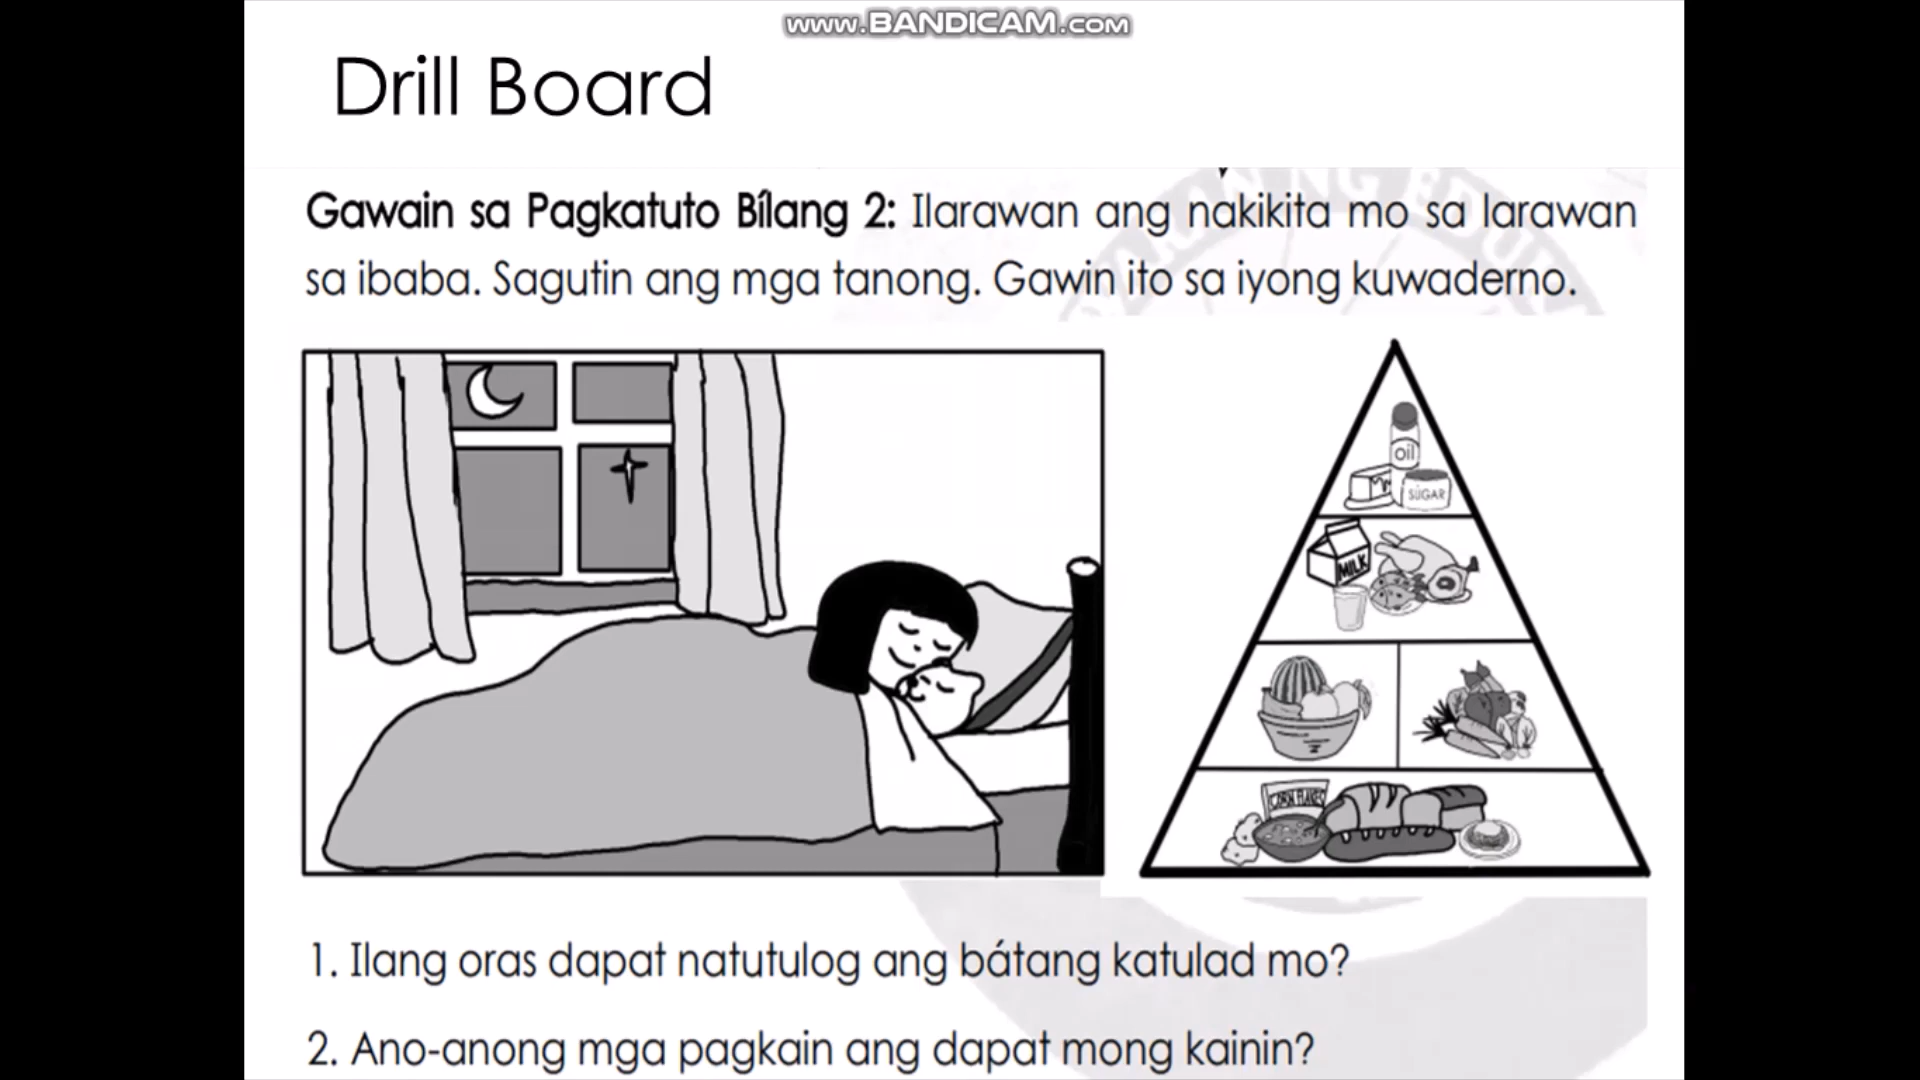 www.BANDICAM.com
Drill Board
Gawain sa Pagkatuto Bílang 2: Ilarawan ang nakikita mo sa larawan
sa ibaba. Sagutin ang mga tanong. Gawin ito sa iyong kuwaderno.
oil
SUGAR
MILK
CORN FLAKES
1. Ilang oras dapat natutulog ang bátang katulad mo?
2. Ano-anong mga pagkain ang dapat mong kainin?